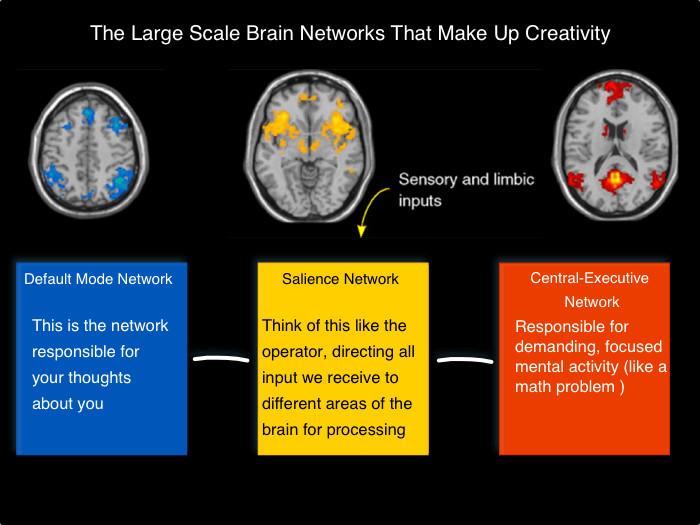 The Large Scale Brain Networks That Make Up Creativity
Sensory and limbic
inputs
Default Mode Network
This is the network
responsible for
your thoughts
about you
Salience Network
Think of this like the
operator, directing all
input we receive to
different areas of the
brain for processing
Central-Executive
Network
Responsible for
demanding, focused
mental activity (like a
math problem )